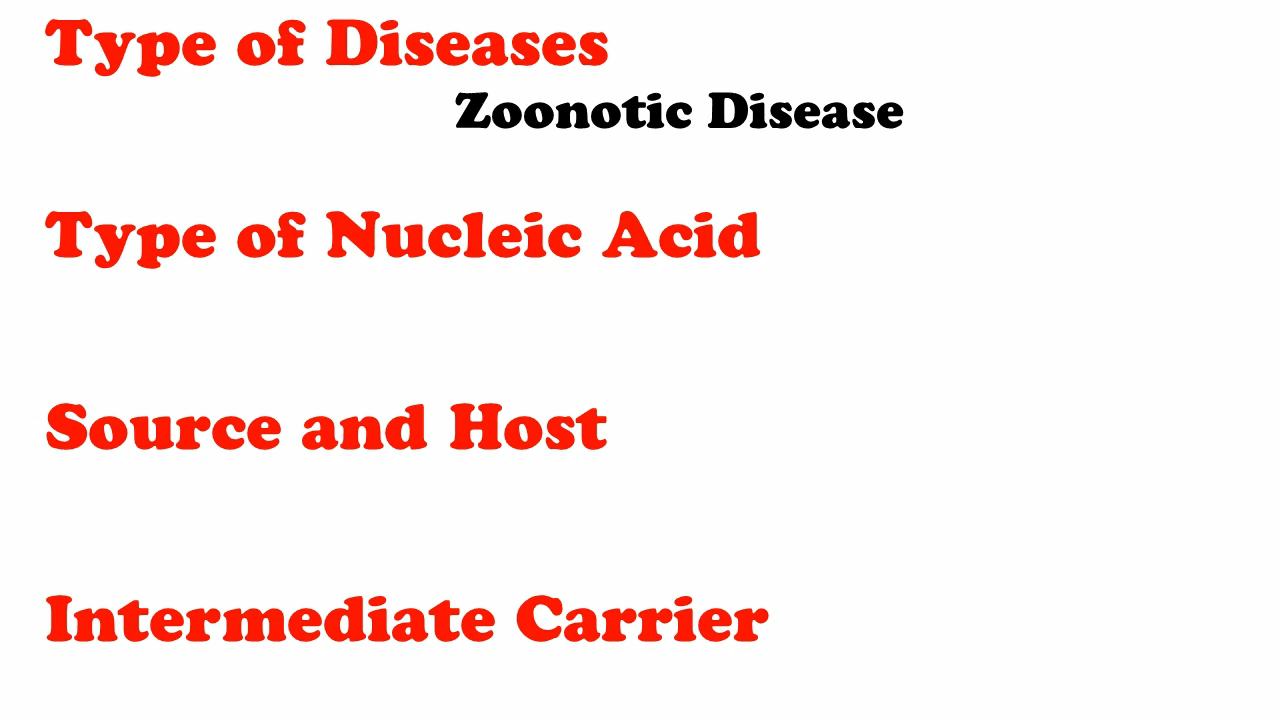 Type of Diseases
Zoonotic Disease
Type of Nucleic Acid
Source and Host
Intermediate Carrier